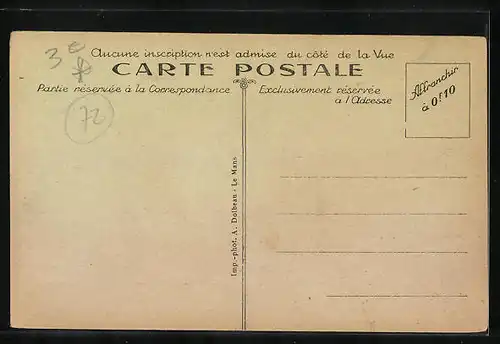 3€
Aucune inscription n'est admise du côté de la Vue
CARTE POSTALE
Partie réservée à la Correspondance
Exclusivement réservée
à l'Adresse
Affranchir
à 0f10
72
Imp.-phot. A. Dolbeau - Le Mans